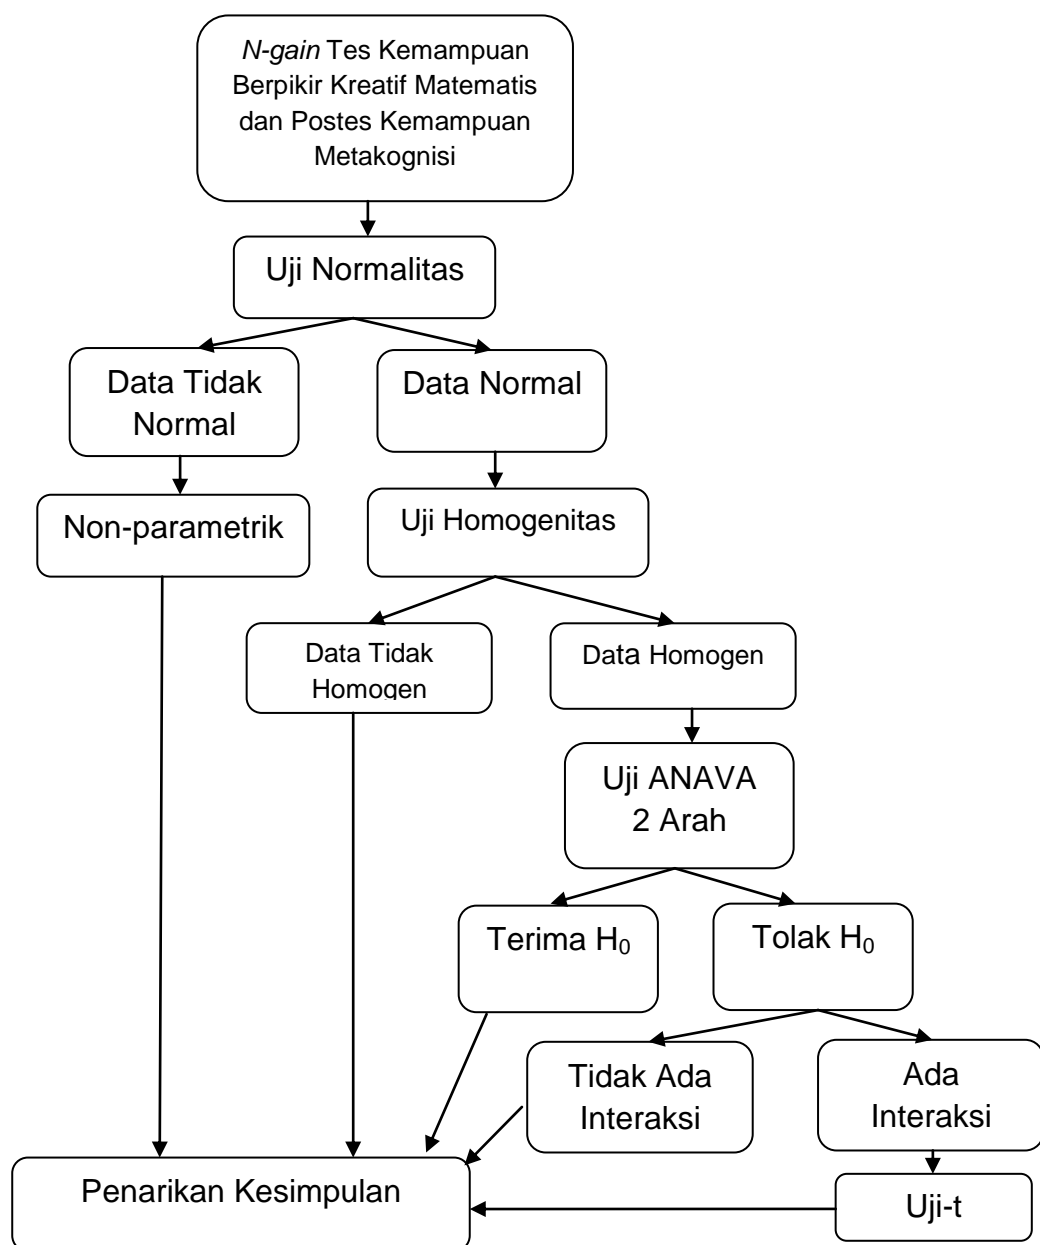 N-gain Tes Kemampuan
Berpikir Kreatif Matematis
dan Postes Kemampuan
Metakognisi
Uji Normalitas
Data Tidak
Normal
Data Normal
Non-parametrik
Uji Homogenitas
Data Tidak
Homogen
Data Homogen
Uji ANAVA
2 Arah
Terima H₀
Tolak H₀
Tidak Ada
Interaksi
Ada
Interaksi
Penarikan Kesimpulan
Uji-t